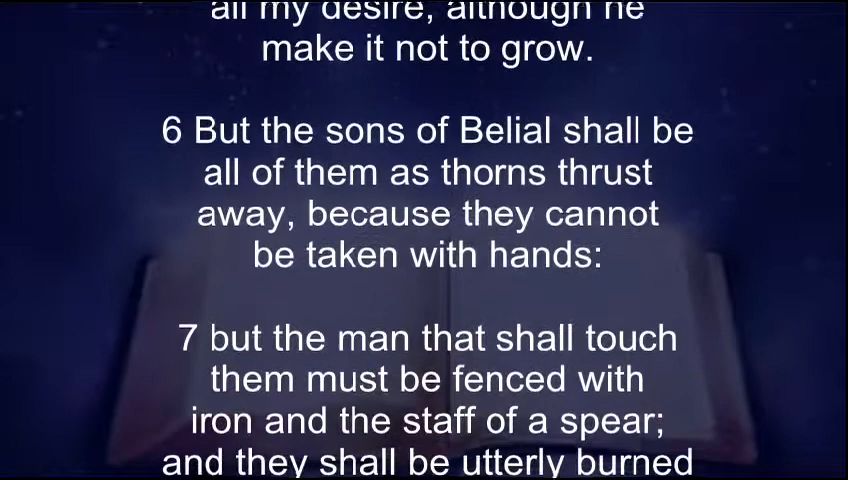 all my desire, although he
make it not to grow.
6 But the sons of Belial shall be
all of them as thorns thrust
away, because they cannot
be taken with hands:
7 but the man that shall touch
them must be fenced with
iron and the staff of a spear;
and they shall be utterly burned